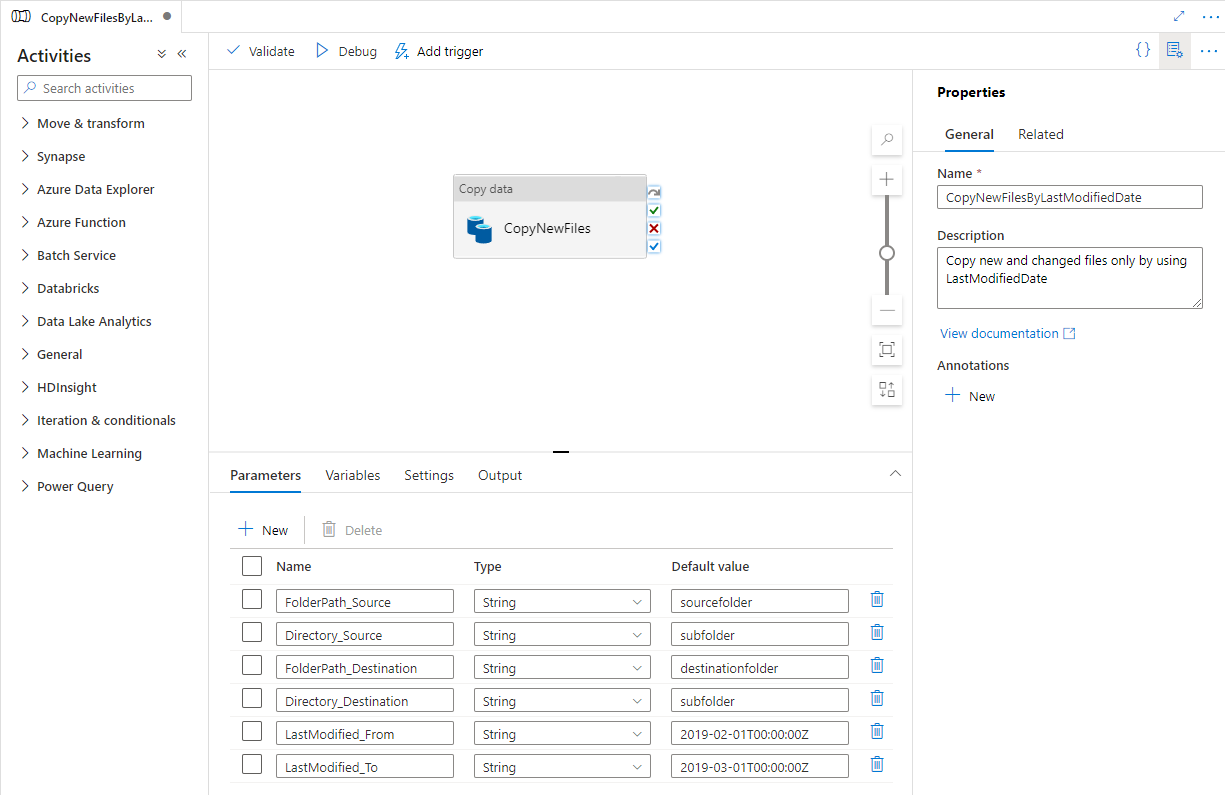 CopyNewFilesByLa...
Activities
Search activities
Move & transform
Synapse
Azure Data Explorer
Azure Function
Batch Service
Databricks
Data Lake Analytics
General
HDInsight
Iteration & conditionals
Machine Learning
Power Query
Validate Debug Add trigger
Copy data
CopyNewFiles
Parameters Variables Settings Output
New Delete
Name Type Default value
FolderPath_Source String sourcefolder
Directory_Source String subfolder
FolderPath_Destination String destinationfolder
Directory_Destination String subfolder
LastModified_From String 2019-02-01T00:00:00Z
LastModified_To String 2019-03-01T00:00:00Z
Properties
General Related
Name *
CopyNewFilesByLastModifiedDate
Description
Copy new and changed files only by using
LastModifiedDate
View documentation
Annotations
New